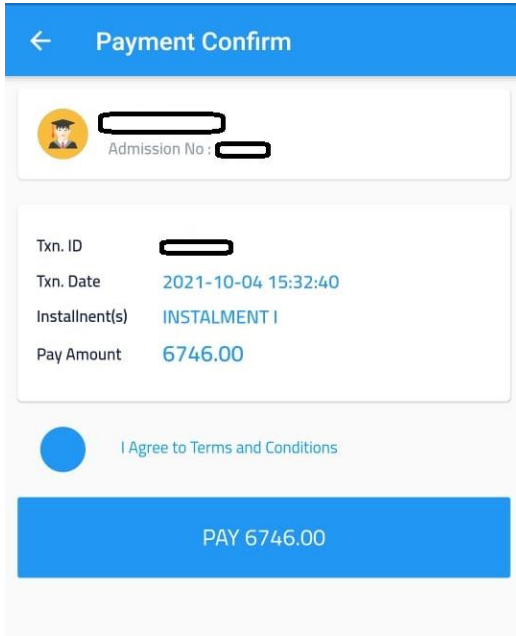 Payment Confirm
Admission No :
Txn. ID
Txn. Date 2021-10-04 15:32:40
Installnent(s) INSTALMENT I
Pay Amount 6746.00
I Agree to Terms and Conditions
PAY 6746.00